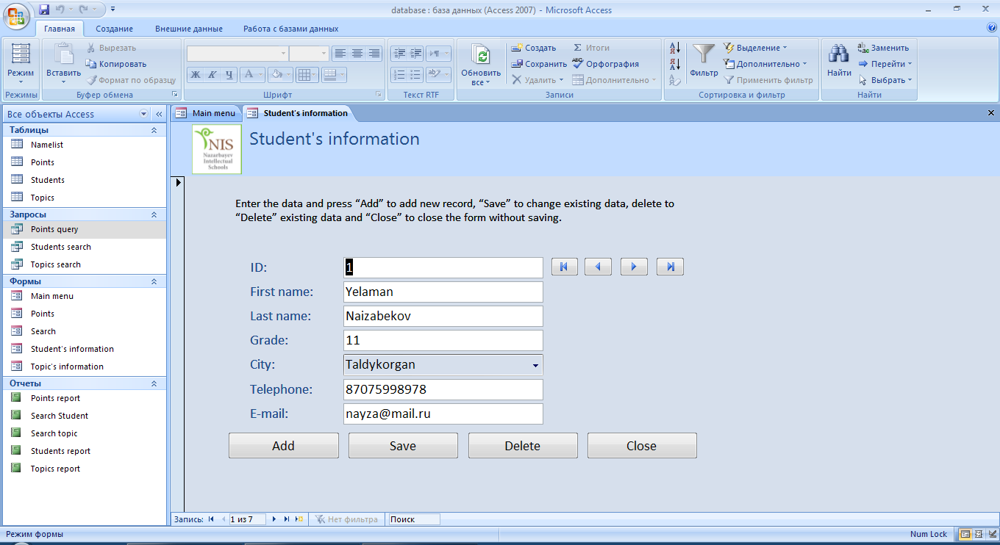 database : база данных (Access 2007) - Microsoft Access
Главная Создание Внешние данные Работа с базами данных
Режим
Режимы
Вставить
Вырезать
Копировать
Формат по образцу
Буфер обмена
Ж К Ч А
Шрифт
Текст RTF
Обновить
все
Создать
Сохранить
Удалить
Σ Итоги
ABC Орфография
Дополнительно
Записи
Фильтр
Выделение
Дополнительно
Применить фильтр
Сортировка и фильтр
Найти
Заменить
Перейти
Выбрать
Найти
Все объекты Access
Таблицы
Namelist
Points
Students
Topics
Запросы
Points query
Students search
Topics search
Формы
Main menu
Points
Search
Student's information
Topic's information
Отчеты
Points report
Search Student
Search topic
Students report
Topics report
Main menu Student's information
NIS
Nazarbayev
Intellectual
Schools
Student's information
Enter the data and press “Add” to add new record, “Save” to change existing data, delete to
“Delete” existing data and “Close” to close the form without saving.
ID: 1
First name: Yelaman
Last name: Naizabekov
Grade: 11
City: Taldykorgan
Telephone: 87075998978
E-mail: nayza@mail.ru
Add Save Delete Close
Запись: 1 из 7 Нет фильтра Поиск
Режим формы Num Lock